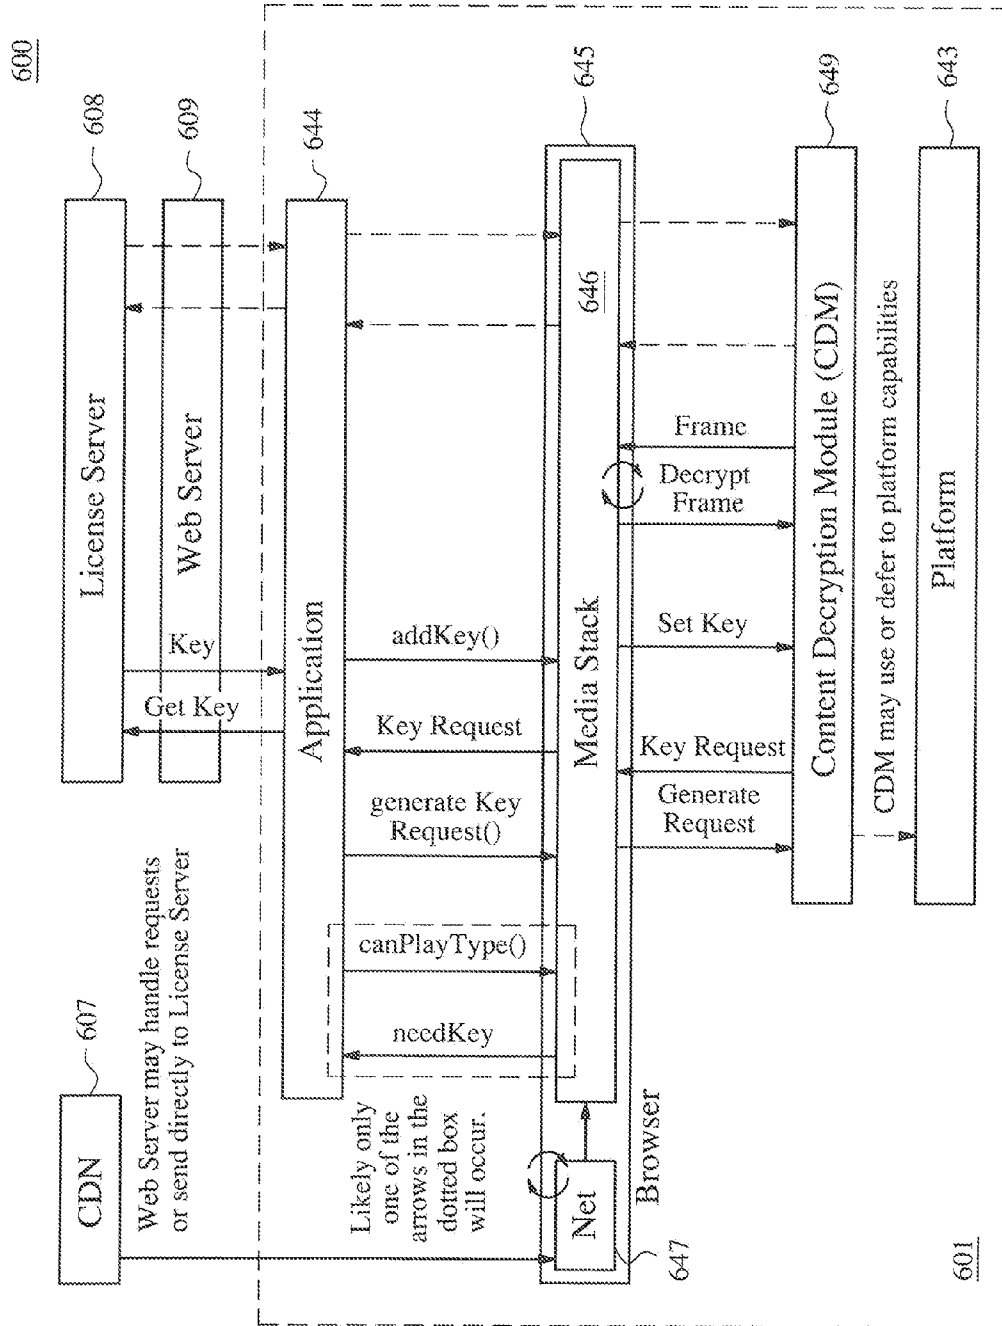 600
CDN
607
Web Server may handle requests
or send directly to License Server
License Server
608
Web Server
609
Get Key
Key
Application
644
Likely only
one of the
arrows in the
dotted box
will occur.
needKey
canPlayType()
generate Key
Request()
Key Request
addKey()
Net
647
Browser
Media Stack
646
645
Generate
Request
Key Request
Set Key
Decrypt
Frame
Frame
Content Decryption Module (CDM)
649
CDM may use or defer to platform capabilities
Platform
643
601